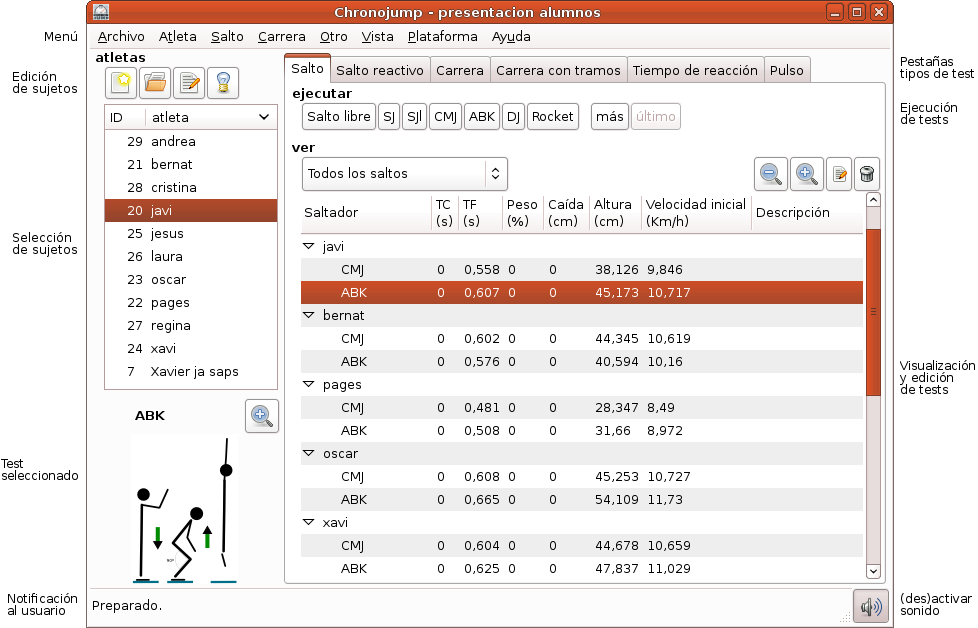 Chronojump - presentacion alumnos
Menú
Archivo Atleta Salto Carrera Otro Vista Plataforma Ayuda
atletas
Edición
de sujetos
ID atleta
29 andrea
21 bernat
28 cristina
20 javi
25 jesus
26 laura
23 oscar
22 pages
27 regina
24 xavi
7 Xavier ja saps
Selección
de sujetos
ABK
Test
seleccionado
Salto Salto reactivo Carrera Carrera con tramos Tiempo de reacción Pulso
Pestañas
tipos de test
ejecutar
Salto libre SJ SJl CMJ ABK DJ Rocket más último
Ejecución
de tests
ver
Todos los saltos
Saltador TC (s) TF (s) Peso (%) Caída (cm) Altura (cm) Velocidad inicial (Km/h) Descripción
javi
CMJ 0 0,558 0 0 38,126 9,846
ABK 0 0,607 0 0 45,173 10,717
bernat
CMJ 0 0,602 0 0 44,345 10,619
ABK 0 0,576 0 0 40,594 10,16
pages
CMJ 0 0,481 0 0 28,347 8,49
ABK 0 0,508 0 0 31,66 8,972
oscar
CMJ 0 0,608 0 0 45,253 10,727
ABK 0 0,665 0 0 54,109 11,73
xavi
CMJ 0 0,604 0 0 44,678 10,659
ABK 0 0,625 0 0 47,837 11,029
Visualización
y edición
de tests
Notificación
al usuario
Preparado.
(des)activar
sonido